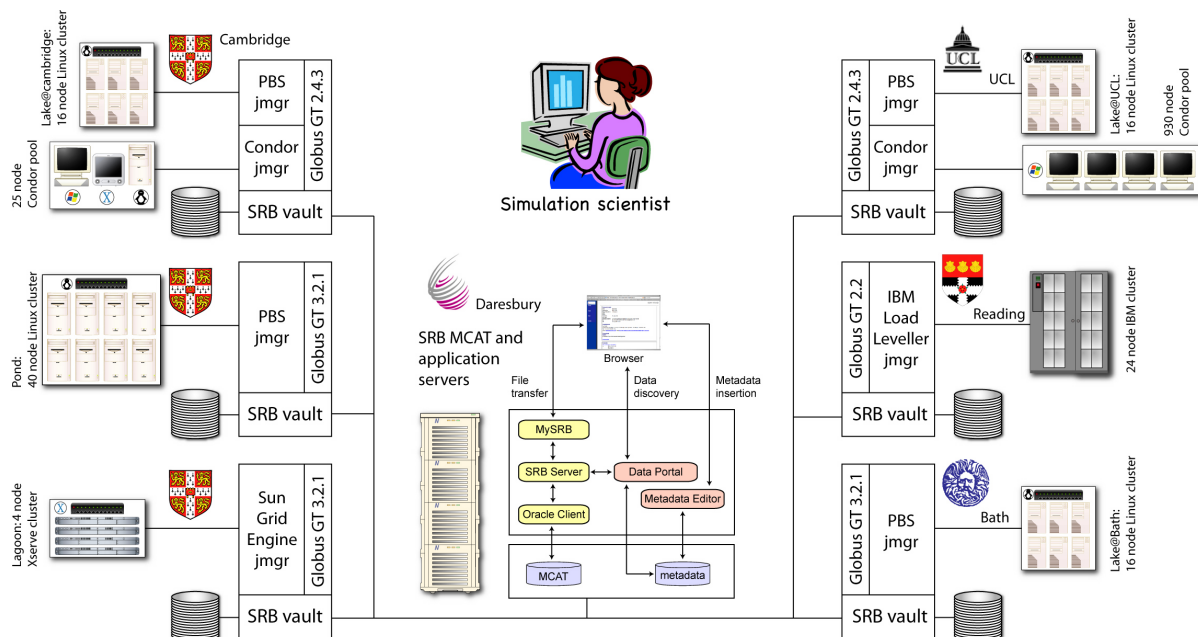 Lake@cambridge:
16 node Linux cluster
Cambridge
PBS
jmgr
Condor
jmgr
Globus GT 2.4.3
SRB vault
25 node
Condor pool
Pond:
40 node Linux cluster
PBS
jmgr
Globus GT 3.2.1
SRB vault
Lagoon: 4 node
Xserve cluster
Sun
Grid
Engine
jmgr
Globus GT 3.2.1
SRB vault
Simulation scientist
Daresbury
SRB MCAT and
application
servers
Browser
File
transfer
Data
discovery
Metadata
insertion
MySRB
SRB Server
Data Portal
Metadata Editor
Oracle Client
MCAT
metadata
UCL
UCL
Globus GT 2.4.3
PBS
jmgr
Condor
jmgr
SRB vault
Lake@UCL:
16 node Linux cluster
930 node
Condor pool
Globus GT 2.2
IBM
Load
Leveller
jmgr
SRB vault
Reading
24 node IBM cluster
Globus GT 3.2.1
PBS
jmgr
SRB vault
Bath
Lake@Bath:
16 node Linux cluster